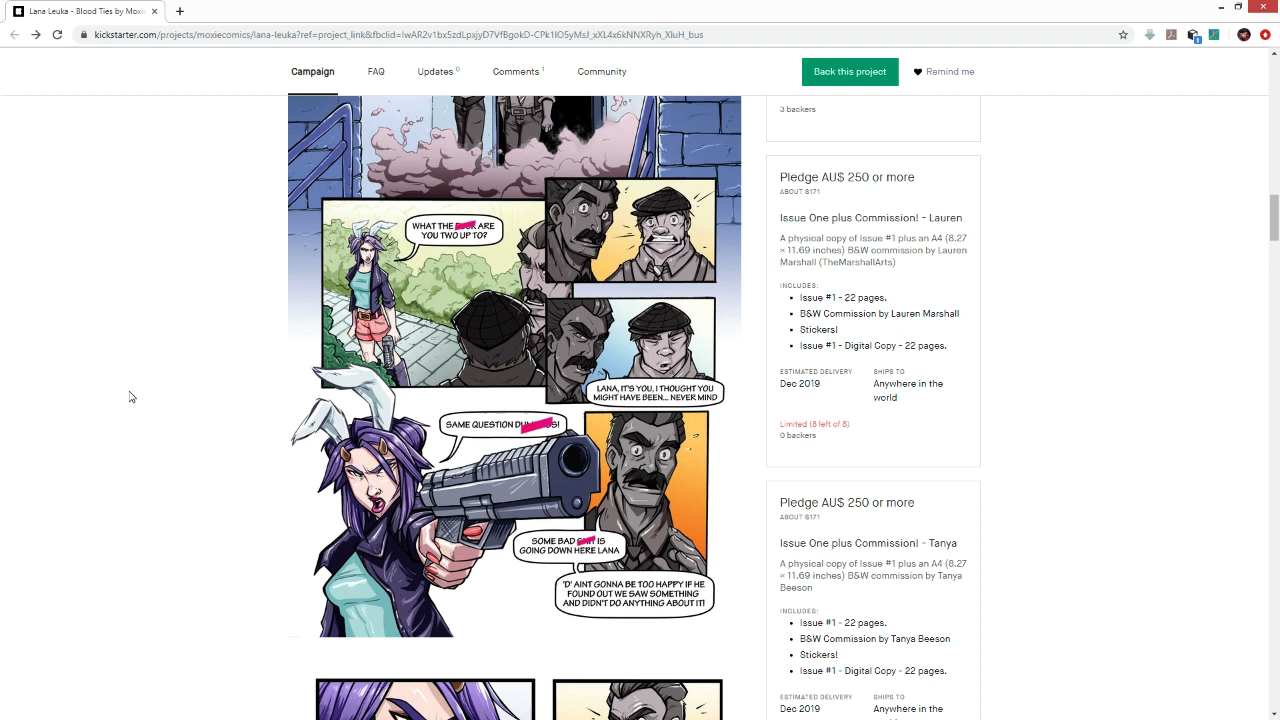 Lana Leuka - Blood Ties by Moxie
kickstarter.com/projects/moxiecomics/lana-leuka?ref=project_link&fbclid=
Campaign
FAQ
Updates 0
Comments 1
Community
Back this project
Remind me
WHAT THE ARE
YOU TWO UP TO?
LANA, IT'S YOU, I THOUGHT YOU
MIGHT HAVE BEEN... NEVER MIND
SAME QUESTION
SOME BAD IS
GOING DOWN HERE LANA
'D' AINT GONNA BE TOO HAPPY IF HE
FOUND OUT WE SAW SOMETHING
AND DIDN'T DO ANYTHING ABOUT IT!
3 backers
Pledge AU$ 250 or more
ABOUT $171
Issue One plus Commission! - Lauren
A physical copy of Issue #1 plus an A4 (8.27
× 11.69 inches) B&W commission by Lauren
Marshall (TheMarshallArts)
INCLUDES:
Issue #1 - 22 pages.
B&W Commission by Lauren Marshall
Stickers!
Issue #1 - Digital Copy - 22 pages.
ESTIMATED DELIVERY
Dec 2019
SHIPS TO
Anywhere in the
world
Limited (8 left of 8)
0 backers
Pledge AU$ 250 or more
ABOUT $171
Issue One plus Commission! - Tanya
A physical copy of Issue #1 plus an A4 (8.27
× 11.69 inches) B&W commission by Tanya
Beeson
INCLUDES:
Issue #1 - 22 pages.
B&W Commission by Tanya Beeson
Stickers!
Issue #1 - Digital Copy - 22 pages.
ESTIMATED DELIVERY
Dec 2019
SHIPS TO
Anywhere in the